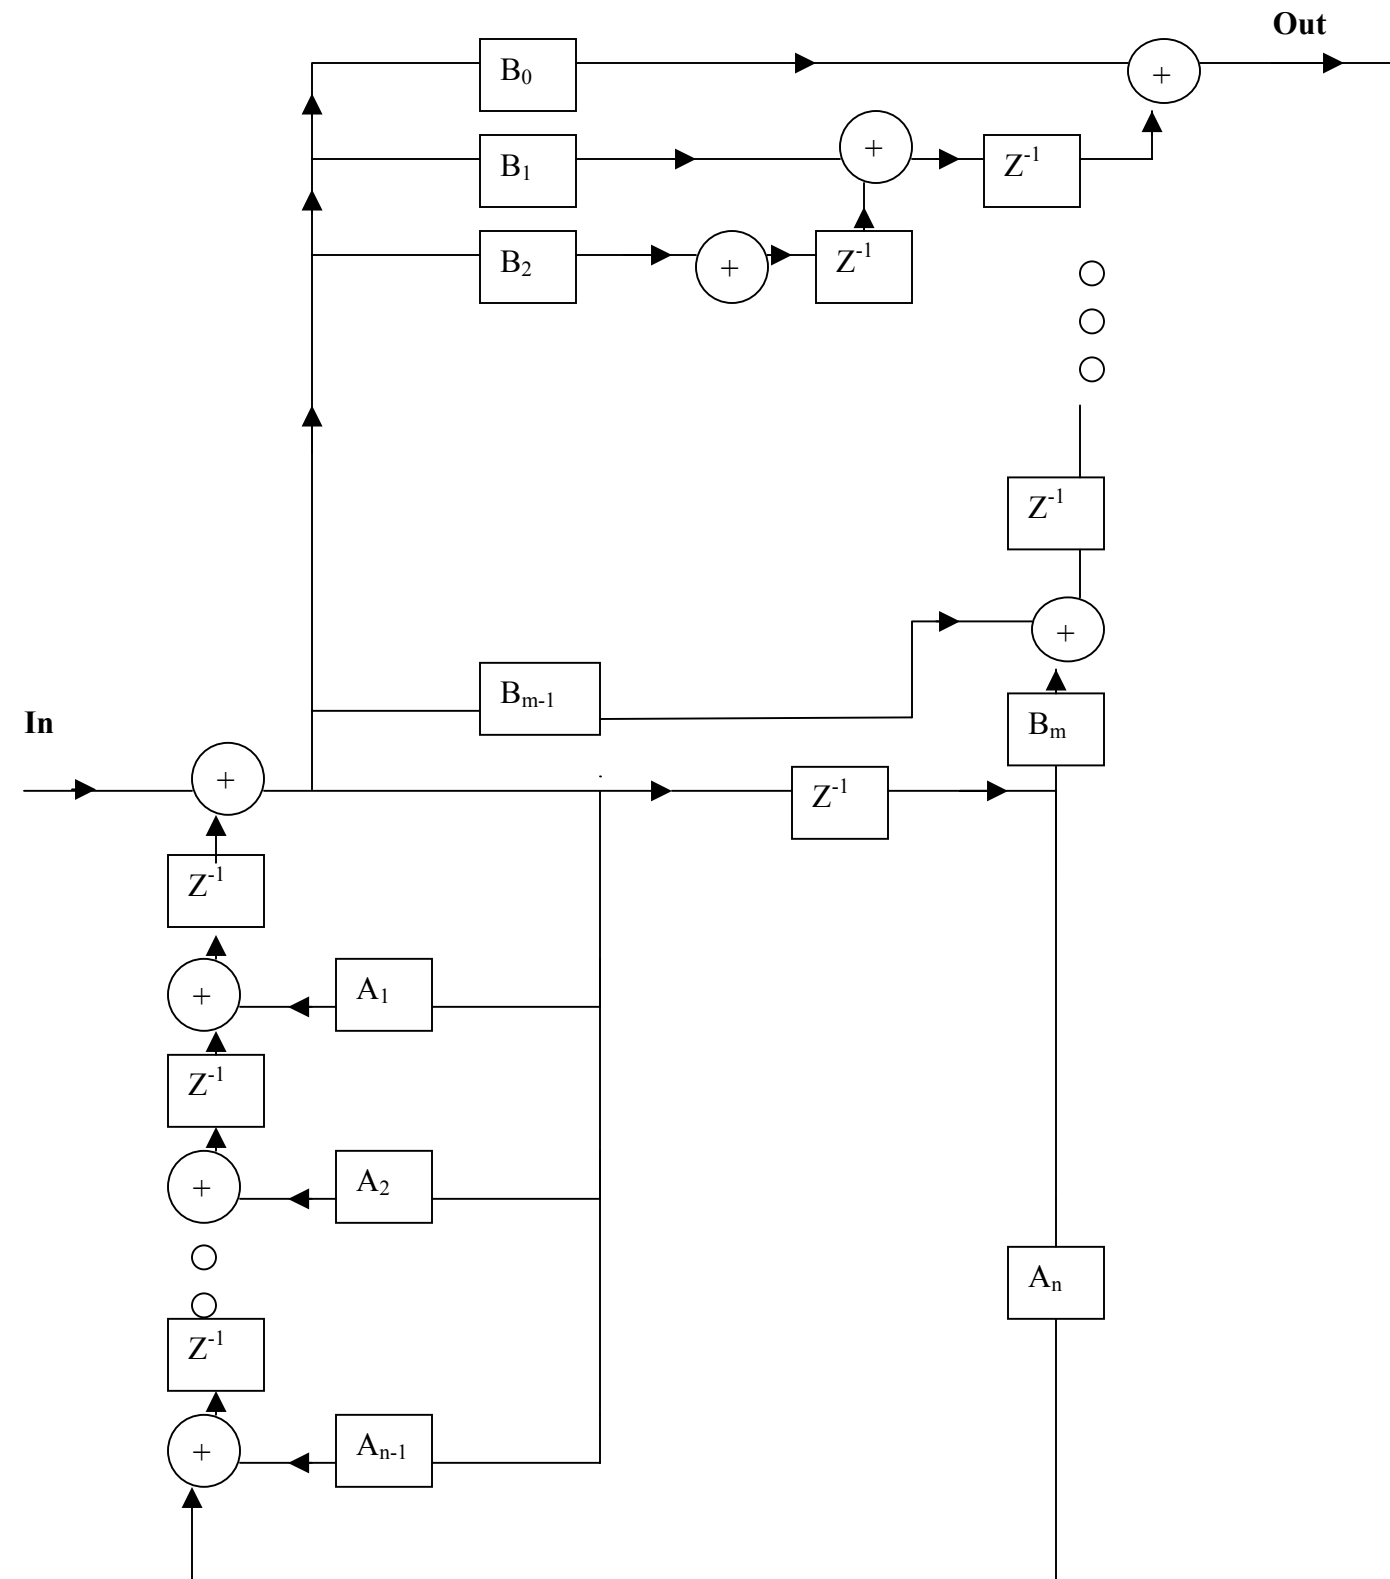 Out
B₀
+
B₁
+
Z⁻¹
B₂
+
Z⁻¹
Z⁻¹
+
Bₘ₋₁
Bₘ
In
+
Z⁻¹
Z⁻¹
+
A₁
Z⁻¹
+
A₂
Aₙ
Z⁻¹
+
Aₙ₋₁